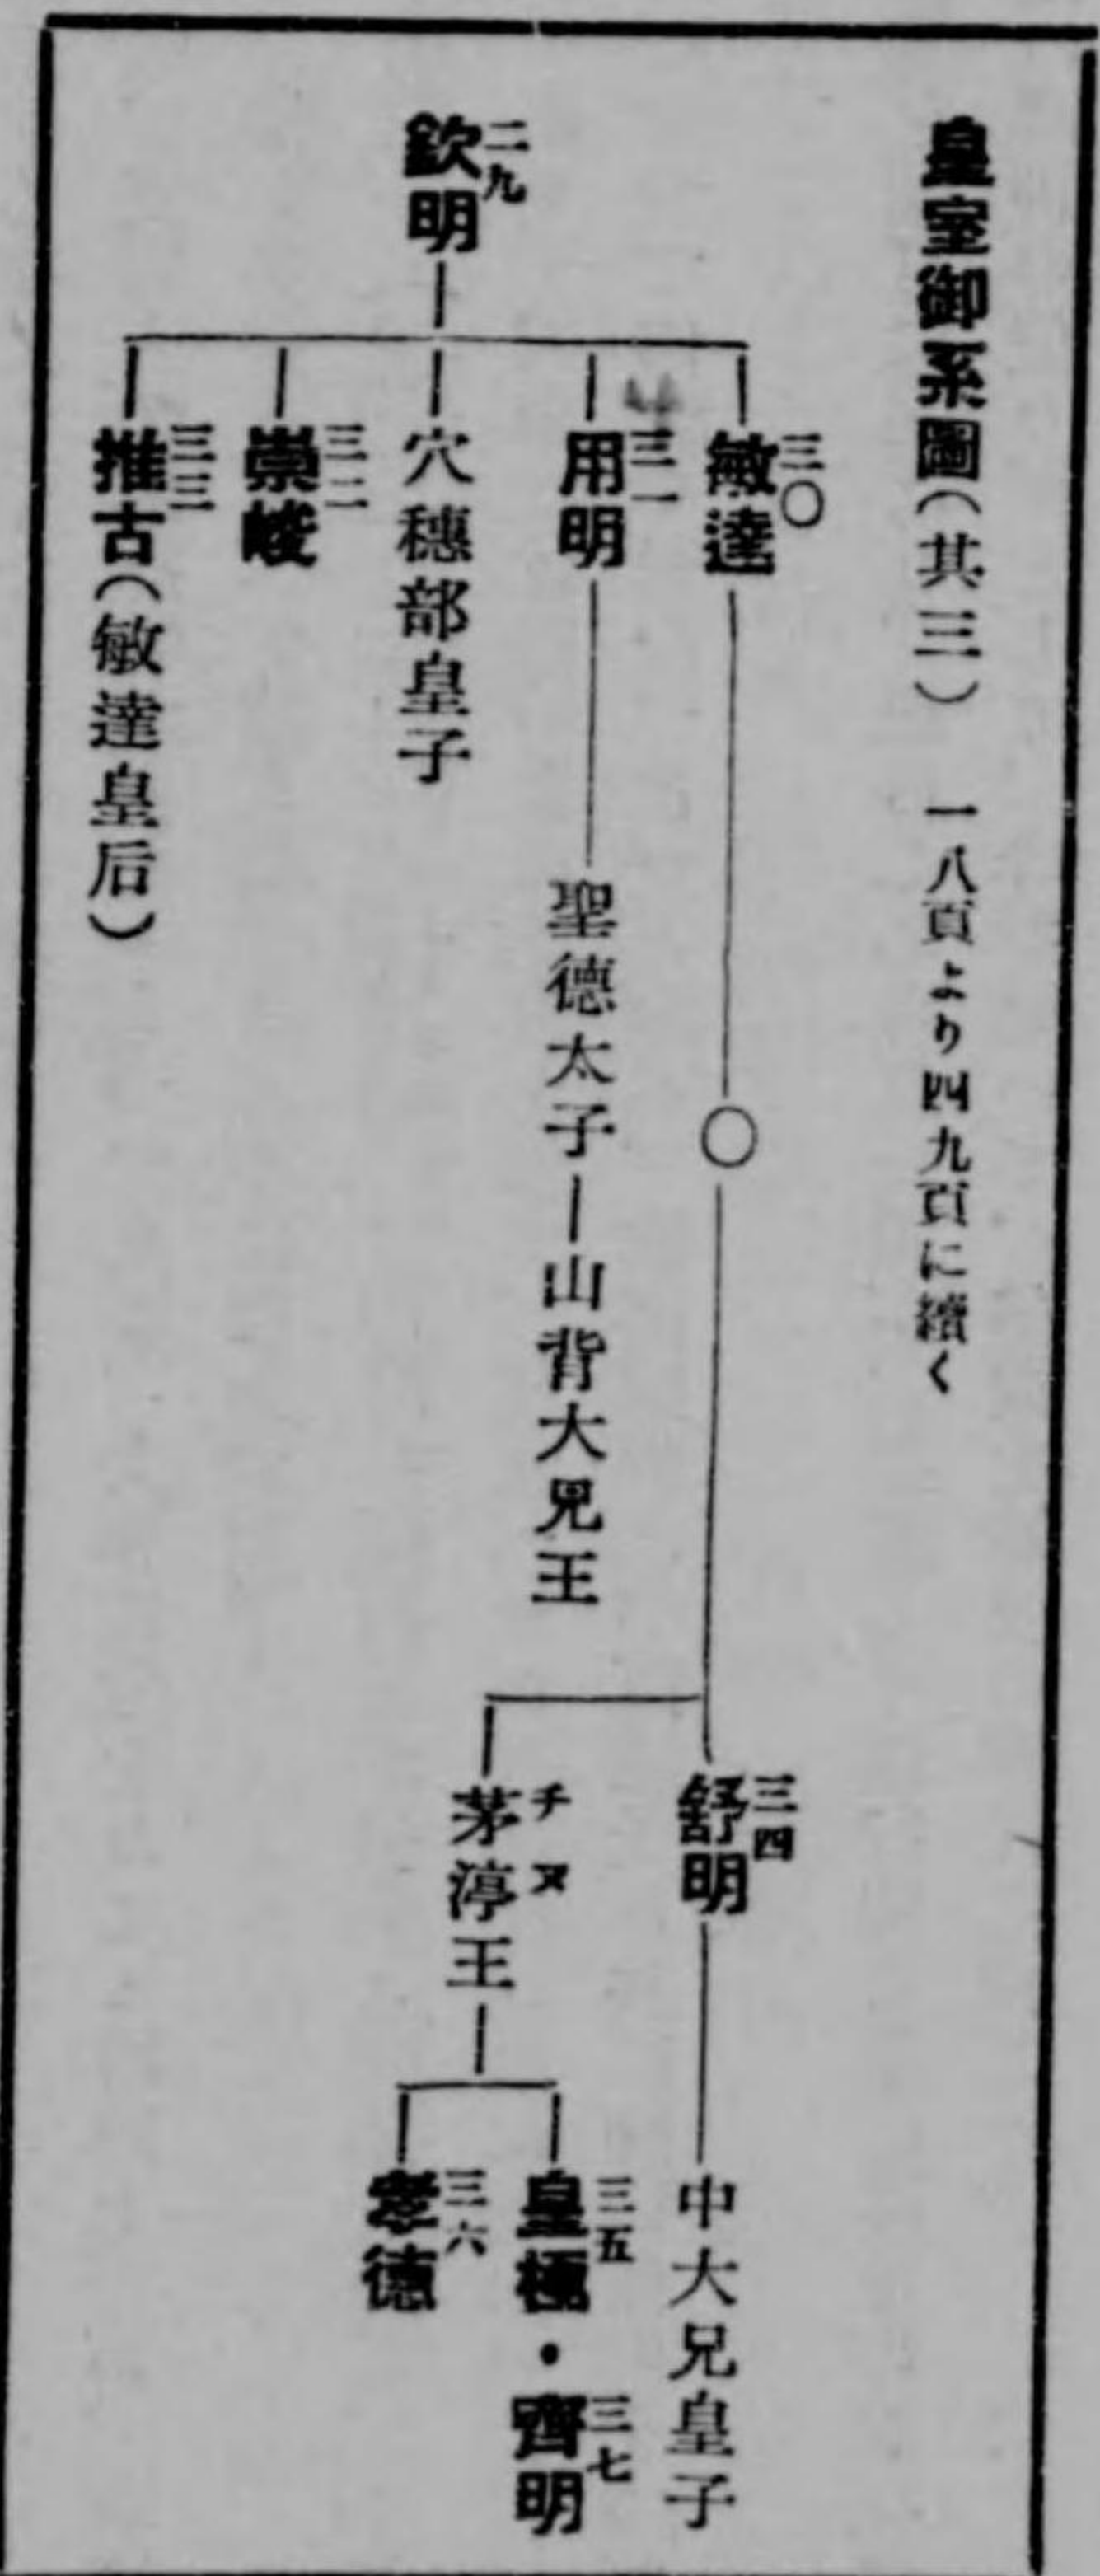 皇室御系圖(其三) 一八頁より四九頁に續く
二九
欽明
三〇
敏達
〇
三四
舒明
中大兄皇子
チヌ
茅渟王
三五
皇極・
三七
齊明
三六
孝德
三一
用明
聖德太子
山背大兄王
穴穗部皇子
三二
崇峻
三三
推古(敏達皇后)